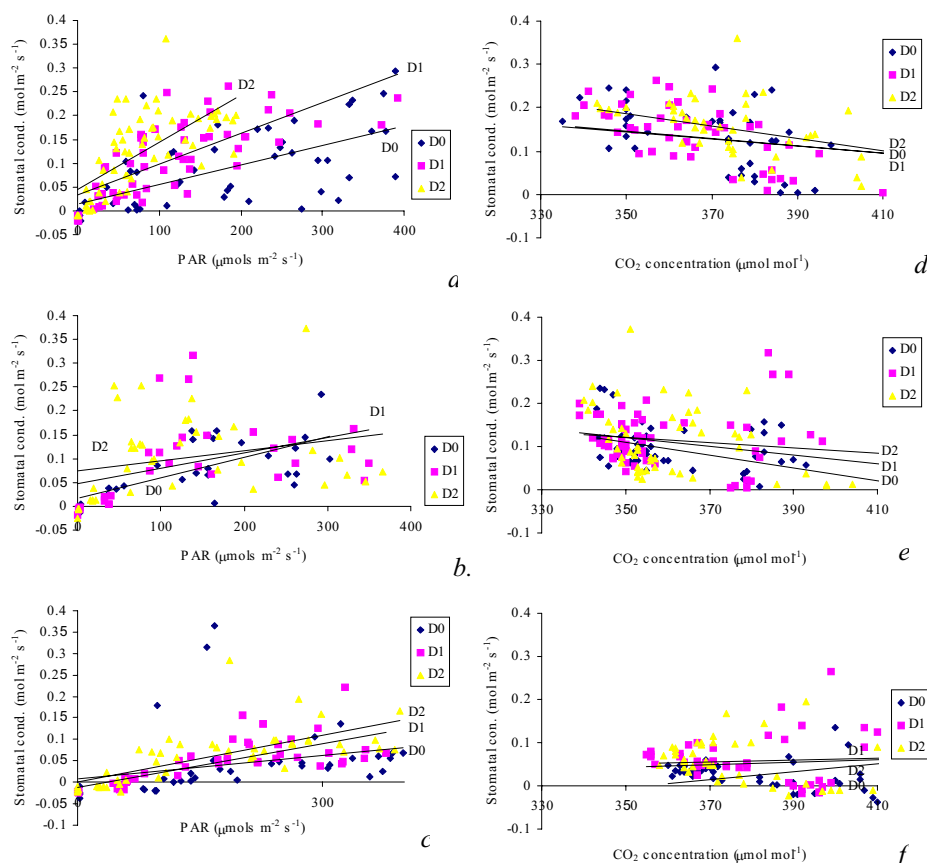 0.4
0.35
0.3
0.25
0.2
0.15
0.1
0.05
0
-0.05
Stomatal cond. (mol m⁻² s⁻¹)
0 100 200 300 400
PAR (μmols m⁻² s⁻¹)
D2
D1
D0
D0
D1
D2
a
0.4
0.3
0.2
0.1
0
-0.1
Stomatal cond. (mol m⁻² s⁻¹)
330 350 370 390 410
CO₂ concentration (μmol mol⁻¹)
D0
D1
D2
D2
D0
D1
d
0.4
0.35
0.3
0.25
0.2
0.15
0.1
0.05
0
-0.05
Stomatal cond. (mol m⁻² s⁻¹)
0 100 200 300 400
PAR (μmols m⁻² s⁻¹)
D2
D0
D1
D0
D1
D2
b.
0.4
0.3
0.2
0.1
0
-0.1
Stomatal cond. (mol m⁻² s⁻¹)
330 350 370 390 410
CO₂ concentration (μmol mol⁻¹)
D0
D1
D2
D2
D1
D0
e
0.4
0.35
0.3
0.25
0.2
0.15
0.1
0.05
0
-0.05
0.1
Stomatal cond. (mol m⁻² s⁻¹)
0 300
PAR (μmols m⁻² s⁻¹)
D0
D1
D2
D2
D1
D0
c
0.4
0.3
0.2
0.1
0
-0.1
Stomatal con. (mol m⁻² s⁻¹)
330 350 370 390 410
CO₂ concentration (μmol mol⁻¹)
D0
D1
D2
D1
D2
D0
f